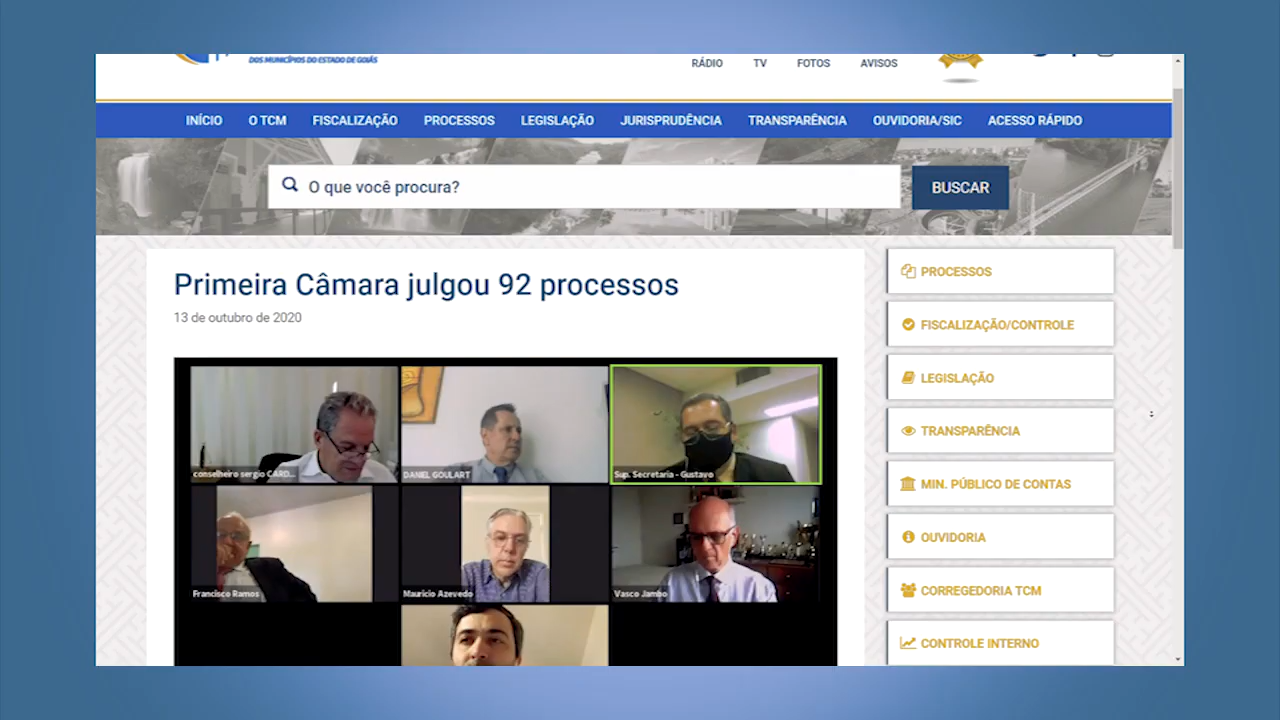 DOS MUNICÍPIOS DO ESTADO DE GOIÁS
RÁDIO TV FOTOS AVISOS
INÍCIO O TCM FISCALIZAÇÃO PROCESSOS LEGISLAÇÃO JURISPRUDÊNCIA TRANSPARÊNCIA OUVIDORIA/SIC ACESSO RÁPIDO
O que você procura?
BUSCAR
Primeira Câmara julgou 92 processos
13 de outubro de 2020
conselheiro sergio CARD...
DANIEL GOULART
Sup. Secretaria - Gustavo
Francisco Ramos
Mauricio Azevedo
Vasco Jambo
PROCESSOS
FISCALIZAÇÃO/CONTROLE
LEGISLAÇÃO
TRANSPARÊNCIA
MIN. PÚBLICO DE CONTAS
OUVIDORIA
CORREGEDORIA TCM
CONTROLE INTERNO